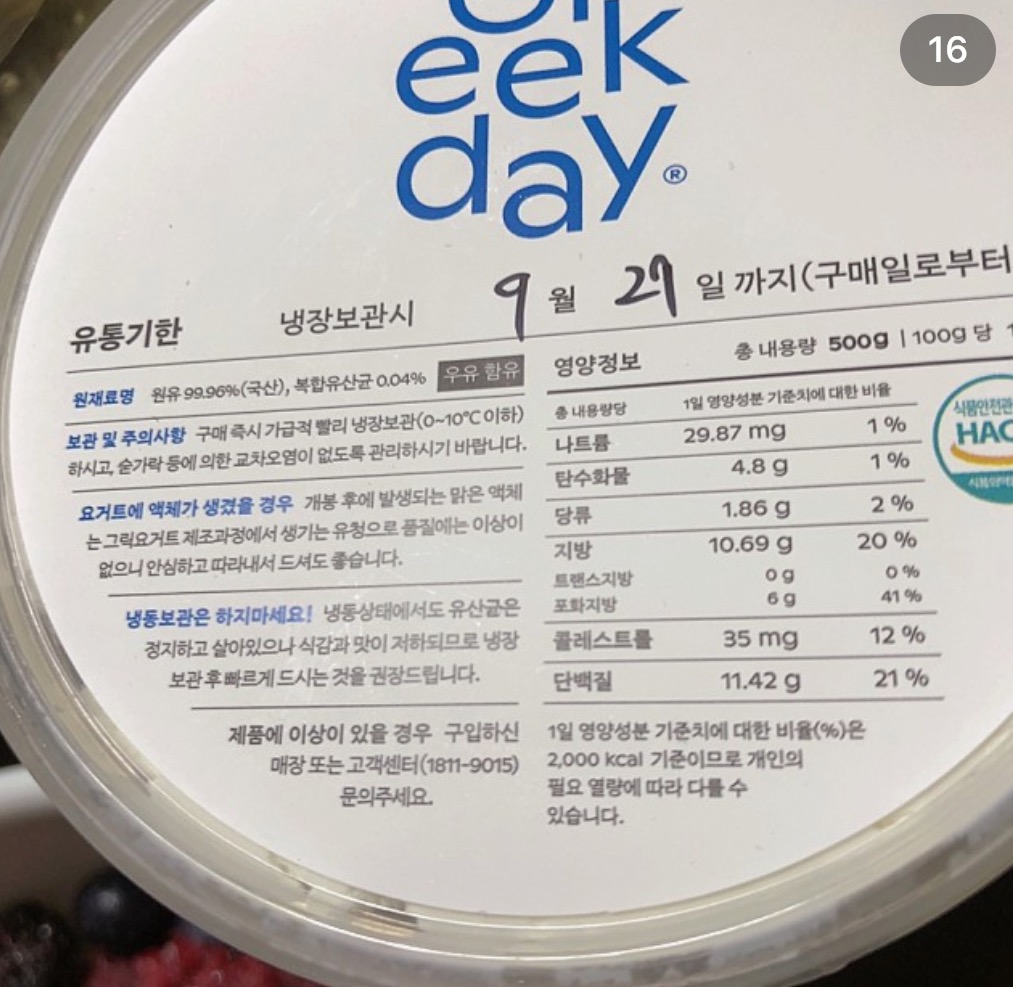 16
eek
day®
유통기한 냉장보관시 9월 27일 까지(구매일로부터
원재료명 원유 99.96%(국산), 복합유산균 0.04% 우유 함유
보관 및 주의사항 구매 즉시 가급적 빨리 냉장보관(0~10℃ 이하)
하시고, 숟가락 등에 의한 교차오염이 없도록 관리하시기 바랍니다.
요거트에 액체가 생겼을 경우 개봉 후에 발생되는 맑은 액체
는 그릭요거트 제조과정에서 생기는 유청으로 품질에는 이상이
없으니 안심하고 따라내서 드셔도 좋습니다.
냉동보관은 하지마세요! 냉동상태에서도 유산균은
정지하고 살아있으나 식감과 맛이 저하되므로 냉장
보관 후 빠르게 드시는 것을 권장드립니다.
제품에 이상이 있을 경우 구입하신
매장 또는 고객센터(1811-9015)
문의주세요.
영양정보 총 내용량 500g | 100g 당
총 내용량당 1일 영양성분 기준치에 대한 비율
나트륨 29.87 mg 1 %
탄수화물 4.8 g 1 %
당류 1.86 g 2 %
지방 10.69 g 20 %
트랜스지방 0 g 0 %
포화지방 6 g 41 %
콜레스트롤 35 mg 12 %
단백질 11.42 g 21 %
1일 영양성분 기준치에 대한 비율(%)은
2,000 kcal 기준이므로 개인의
필요 열량에 따라 다를 수
있습니다.
식품안전관
HAC